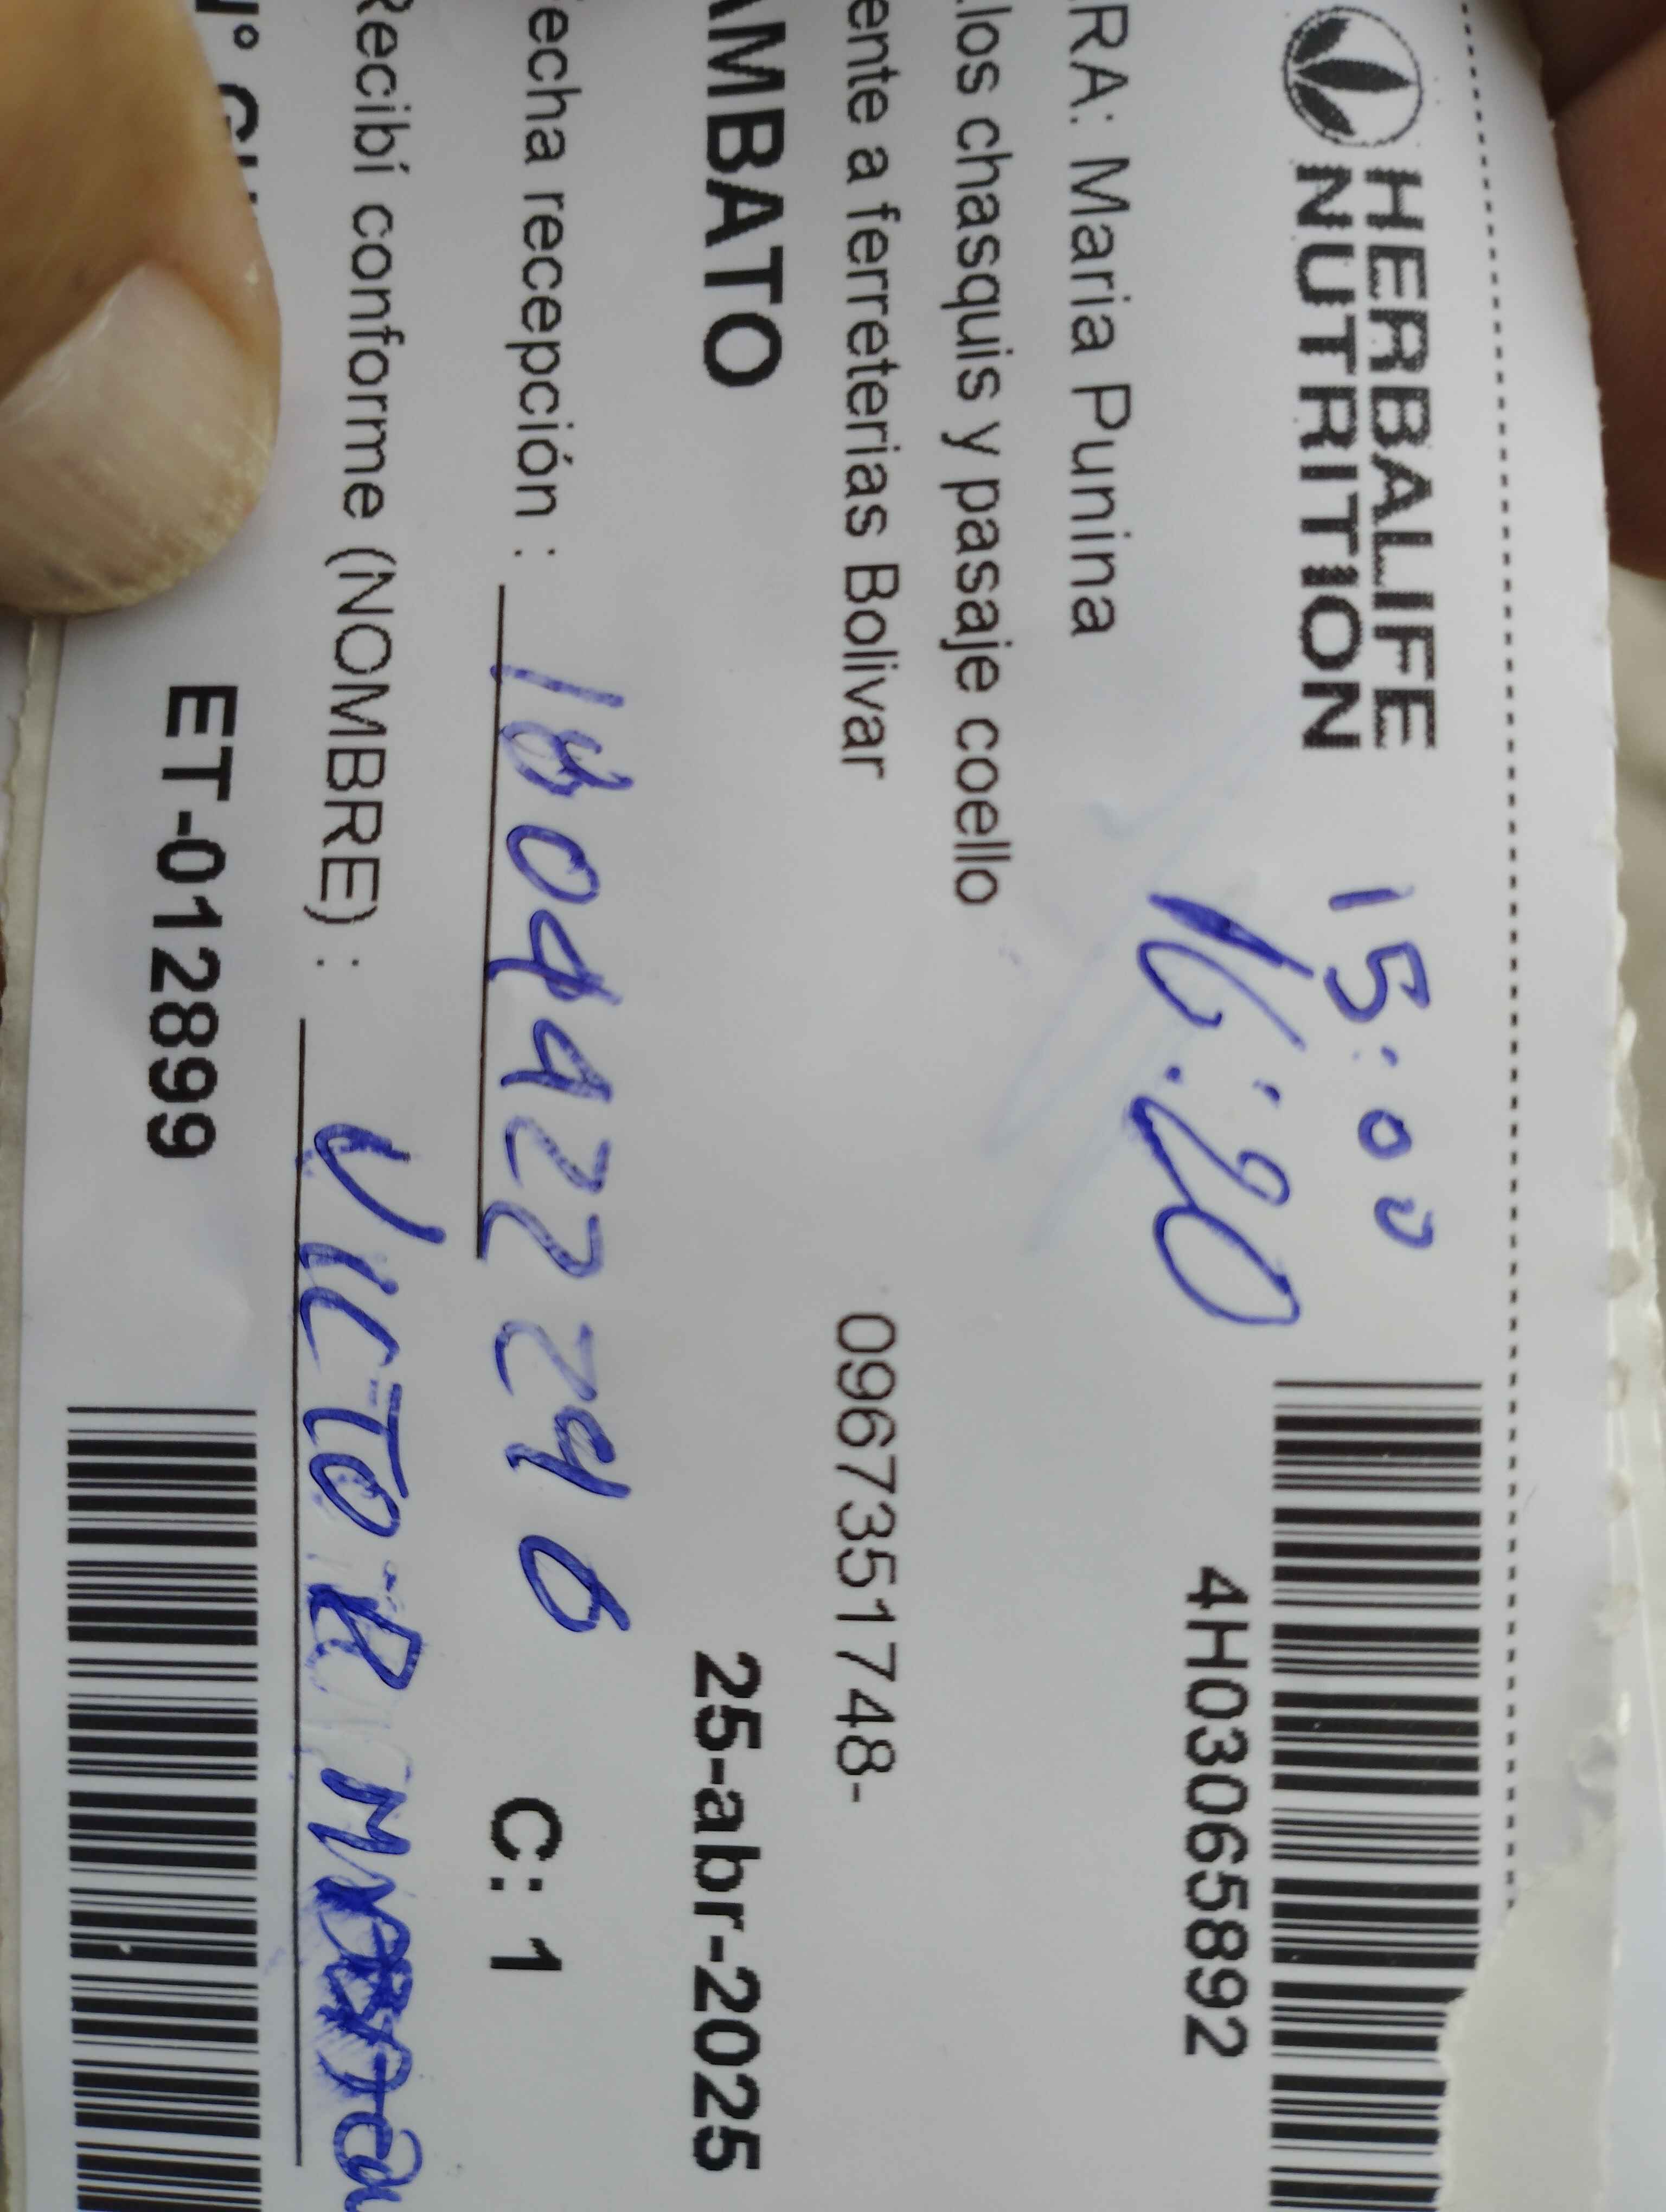 HERBALIFE
NUTRITION
15:00
16:20
4H03065892
RA: Maria Punina
los chasquis y pasaje coello
ente a ferreterias Bolivar
0967351748-
AMBATO
25-abr-2025
echa recepción :
C: 1
Recibí conforme (NOMBRE) : VICTOR
ET-012899